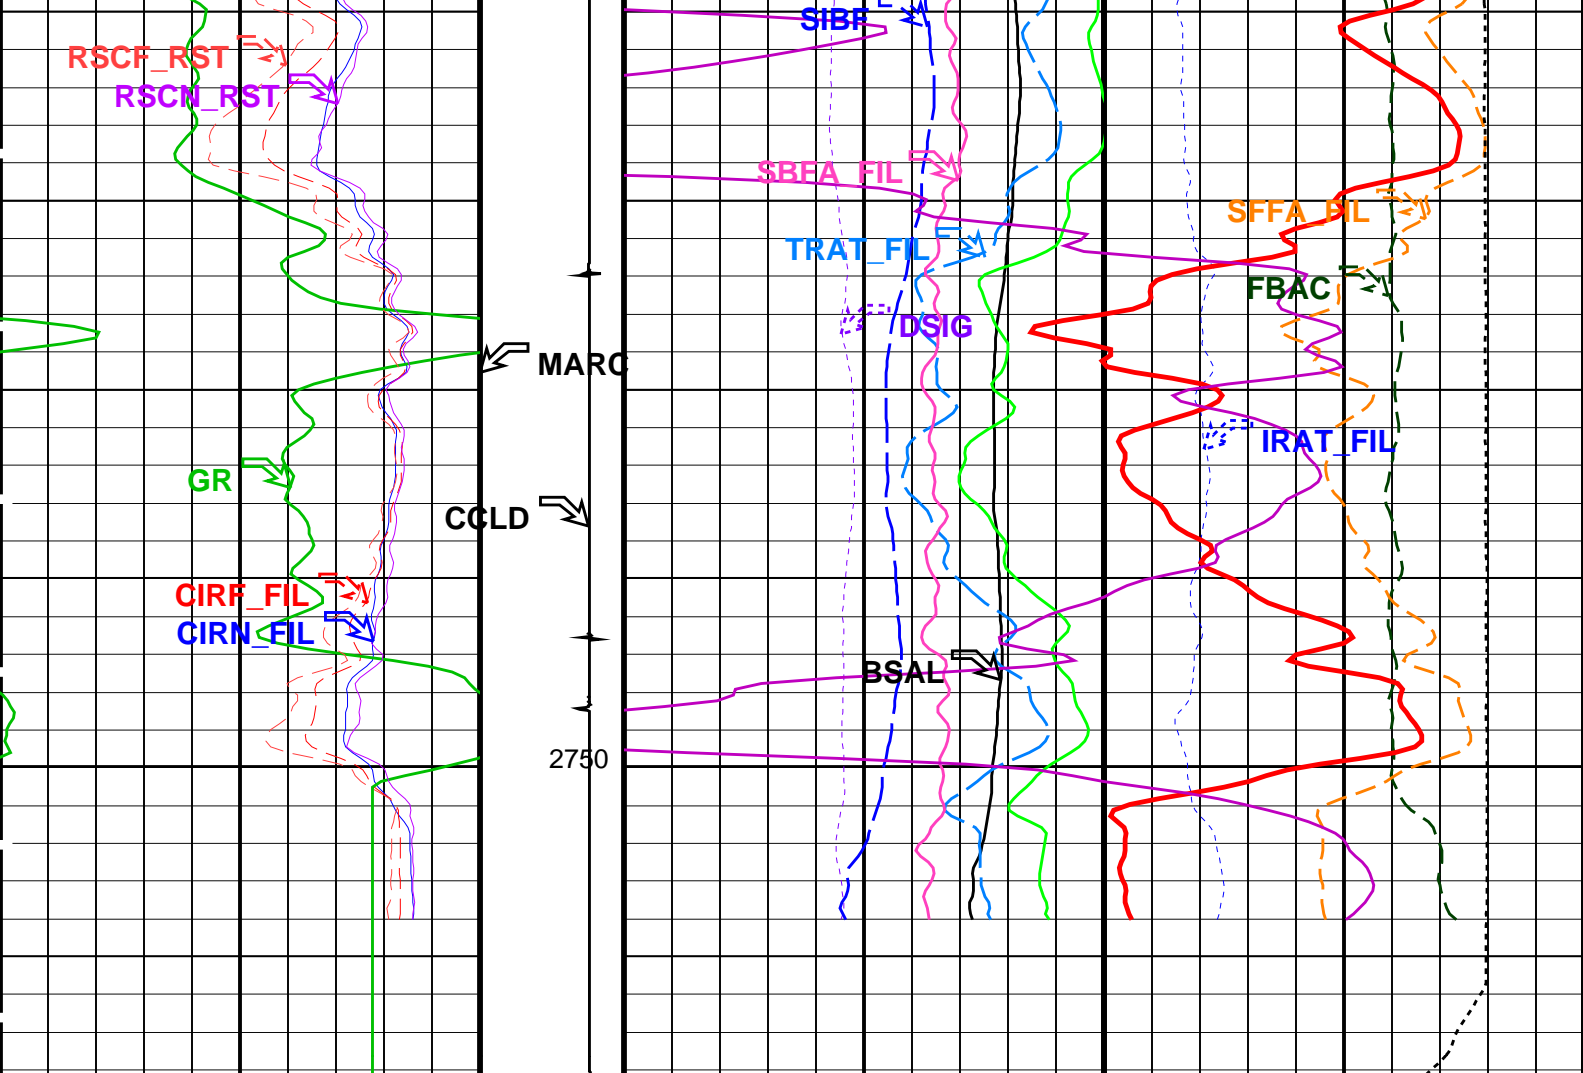 SIBF
RSCF_RST
RSCN_RST
SBFA_FIL
SFFA_FIL
TRAT_FIL
FBAC
DSIG
MARC
IRAT_FIL
GR
CCLD
CIRF_FIL
CIRN_FIL
BSAL
2750